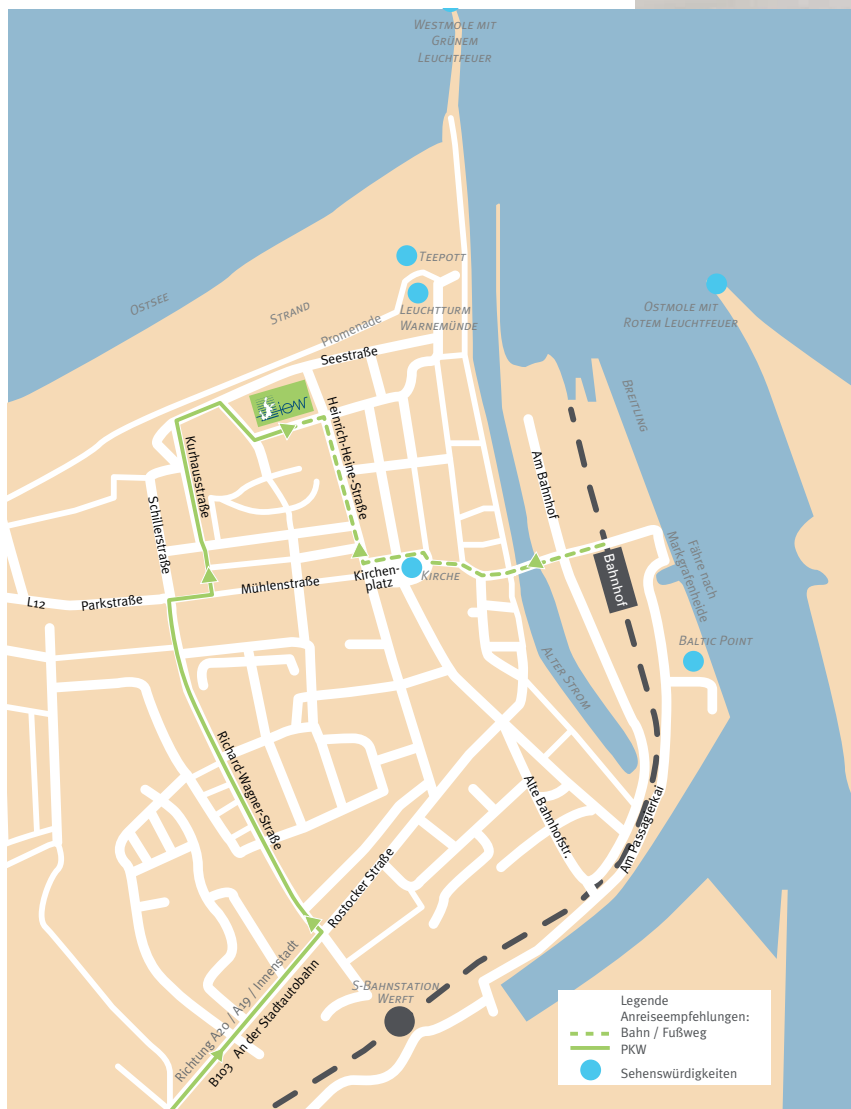 Westmole mit
Grünem
Leuchtfeuer
Teepott
Leuchtturm
Warnemünde
Ostsee
Strand
Promenade
Seestraße
Ostmole mit
Rotem Leuchtfeuer
Breitling
iow
Heinrich-Heine-Straße
Kurhausstraße
Schillerstraße
Am Bahnhof
Bahnhof
Fähre nach
Markgrafenheide
Kirchen-
platz
Kirche
Mühlenstraße
Parkstraße
L12
Baltic Point
Alter Strom
Richard-Wagner-Straße
Alte Bahnhofstr.
Am Passagierkai
Rostocker Straße
S-Bahnstation
Werft
Richtung A20 / A19 / Innenstadt
B103 An der Stadtautobahn
Legende
Anreiseempfehlungen:
Bahn / Fußweg
PKW
Sehenswürdigkeiten